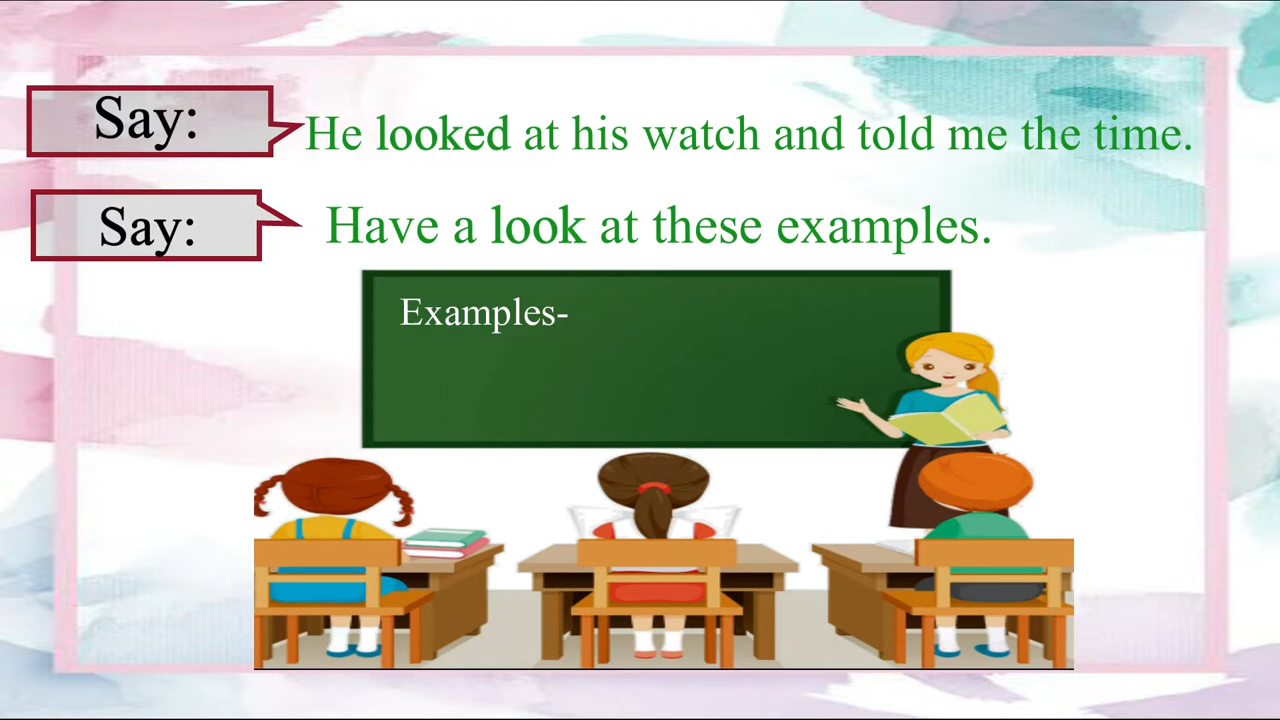 Say:
He looked at his watch and told me the time.
Say:
Have a look at these examples.
Examples-